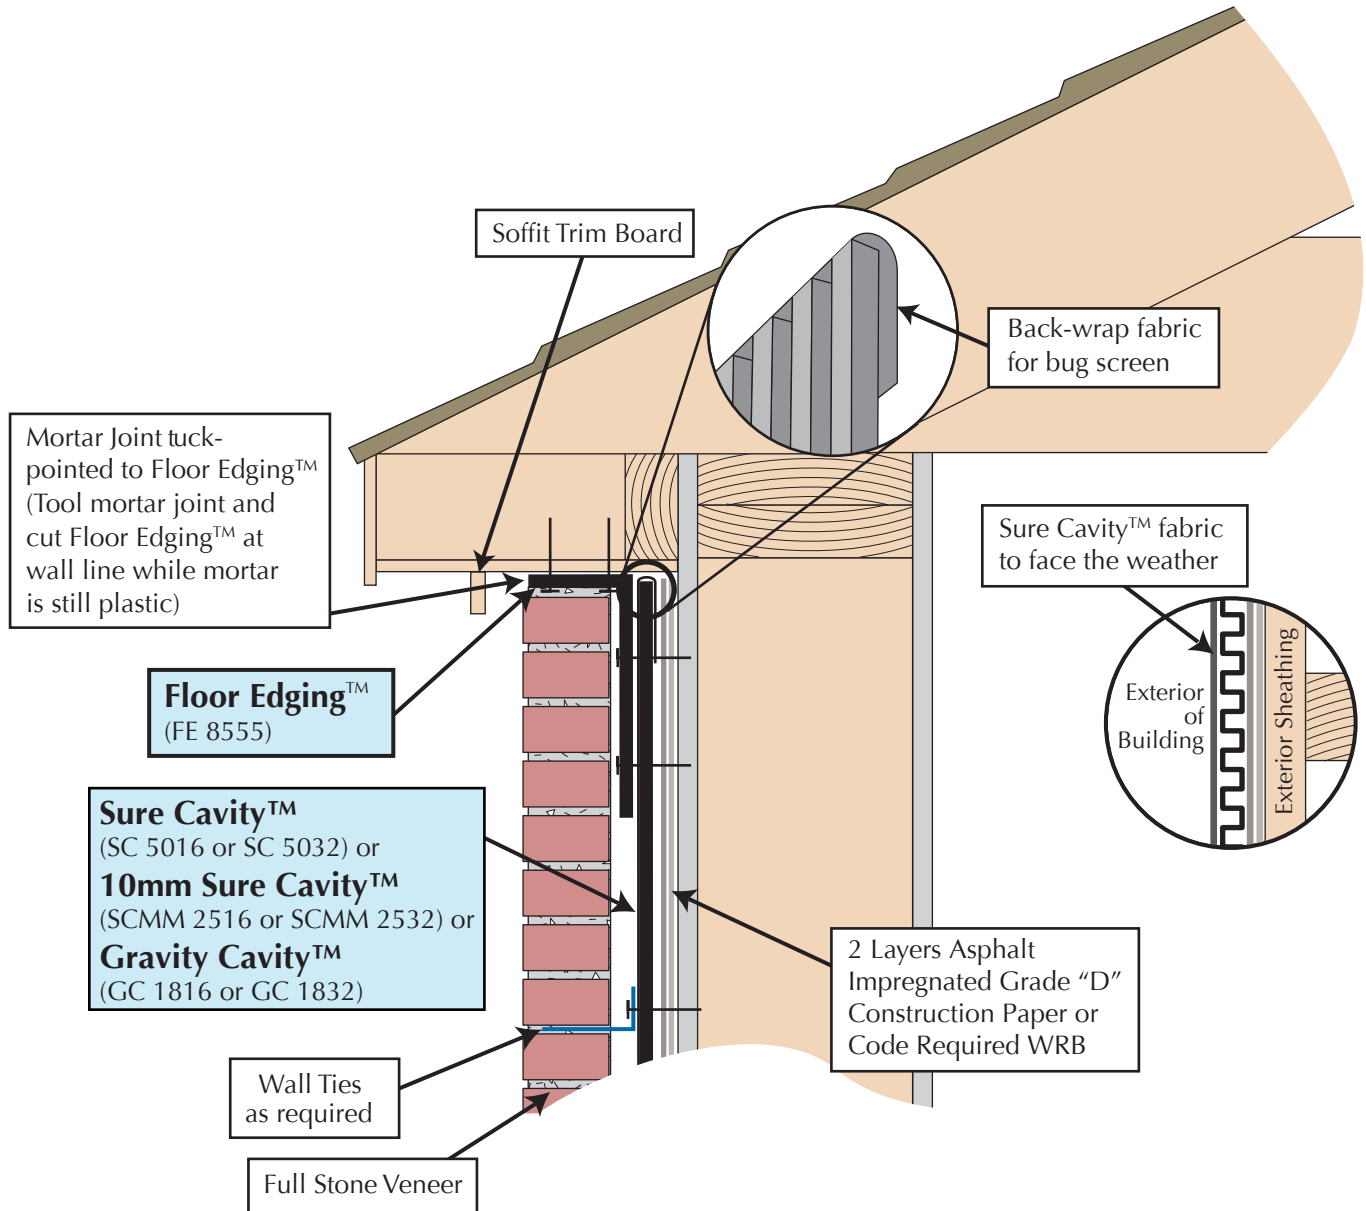 Soffit Trim Board
Back-wrap fabric
for bug screen
Mortar Joint tuck-
pointed to Floor Edging™
(Tool mortar joint and
cut Floor Edging™ at
wall line while mortar
is still plastic)
Sure Cavity™ fabric
to face the weather
Exterior
of
Building
Exterior Sheathing
Floor Edging™
(FE 8555)
Sure Cavity™
(SC 5016 or SC 5032) or
10mm Sure Cavity™
(SCMM 2516 or SCMM 2532) or
Gravity Cavity™
(GC 1816 or GC 1832)
2 Layers Asphalt
Impregnated Grade “D”
Construction Paper or
Code Required WRB
Wall Ties
as required
Full Stone Veneer